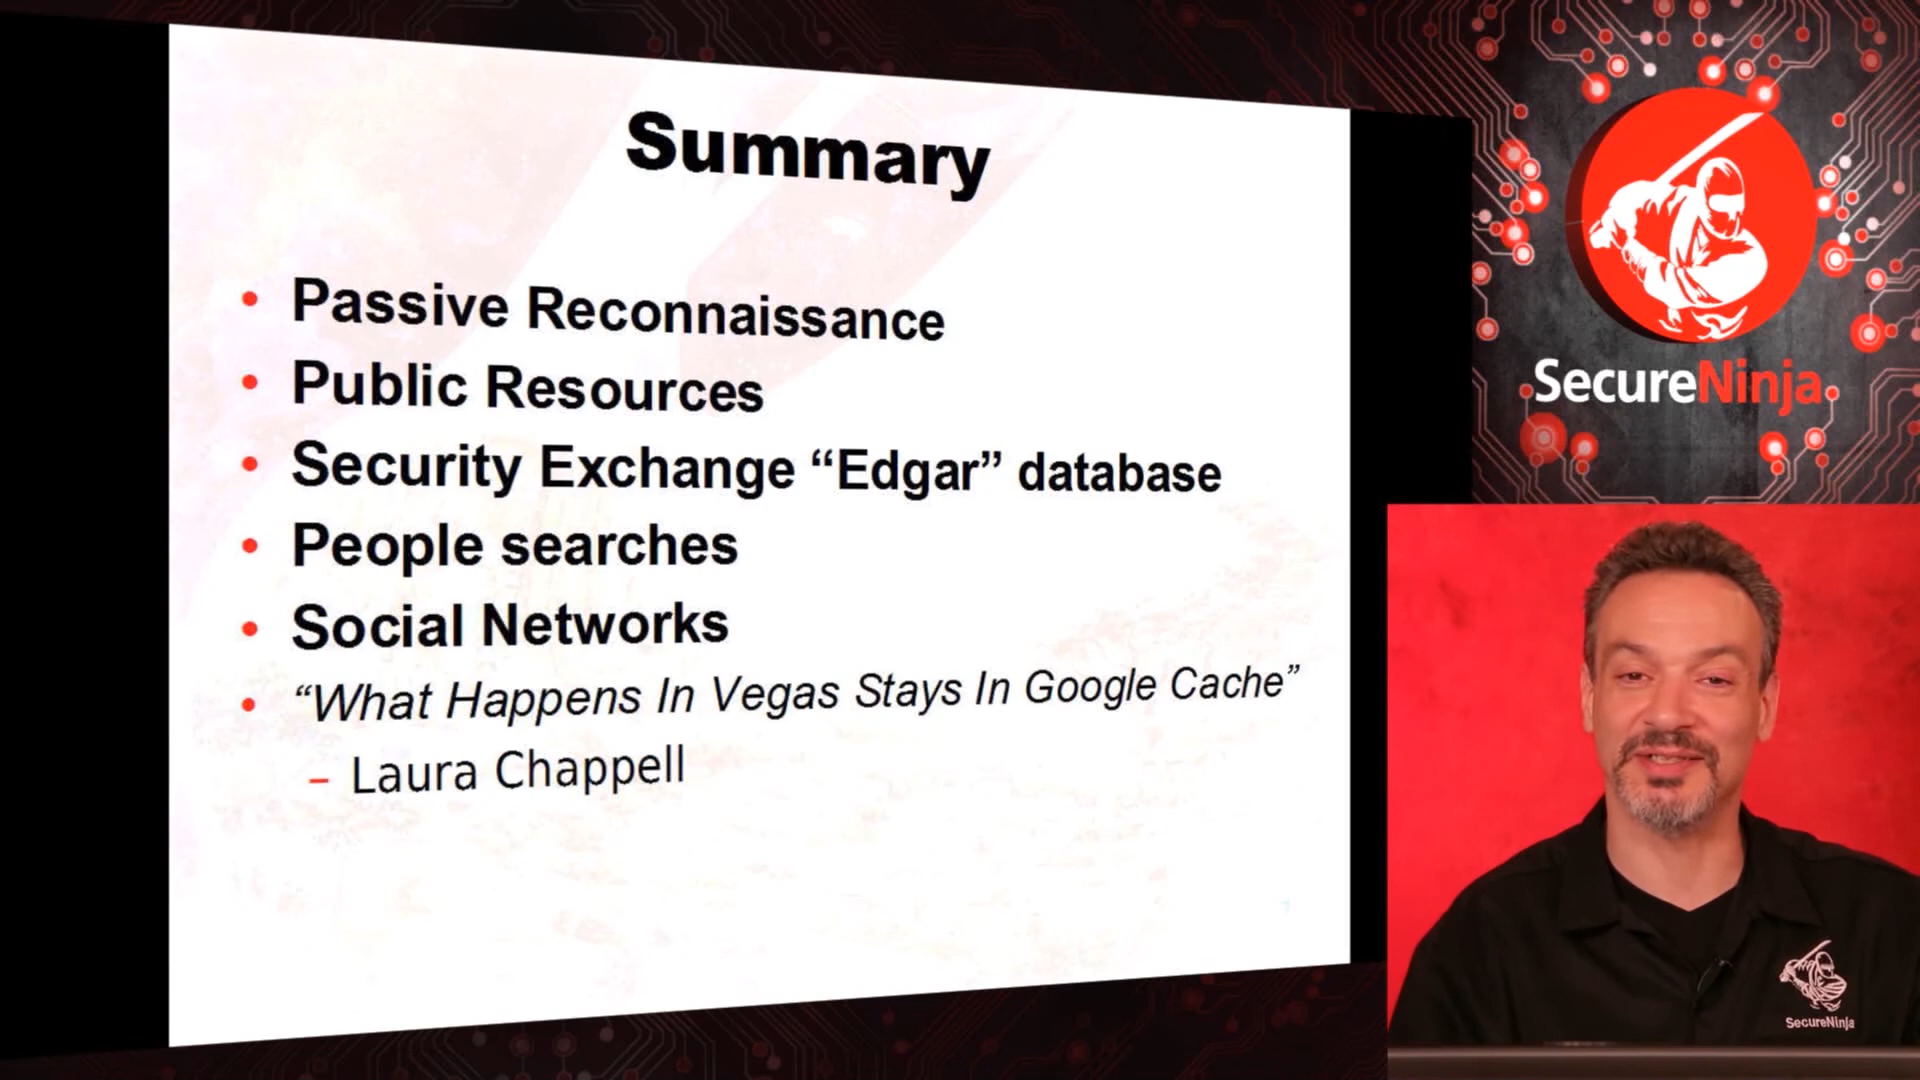 Summary
• Passive Reconnaissance
• Public Resources
• Security Exchange “Edgar” database
• People searches
• Social Networks
• “What Happens In Vegas Stays In Google Cache”
– Laura Chappell
SecureNinja
SecureNinja